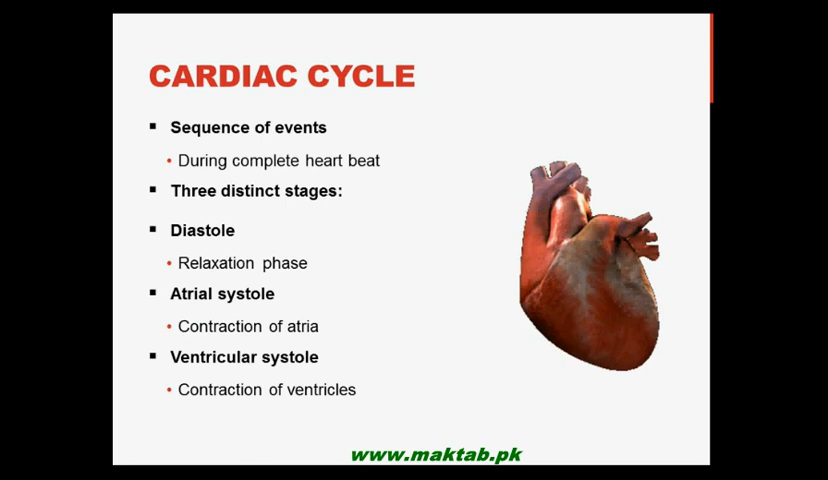 CARDIAC CYCLE
Sequence of events
During complete heart beat
Three distinct stages:
Diastole
Relaxation phase
Atrial systole
Contraction of atria
Ventricular systole
Contraction of ventricles
www.maktab.pk